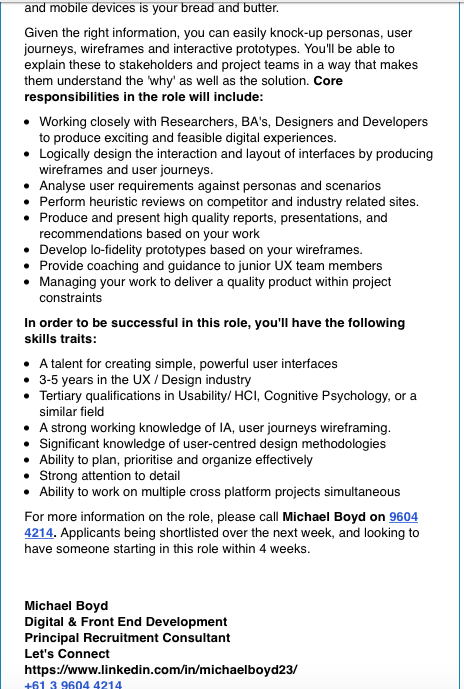 and mobile devices is your bread and butter.
Given the right information, you can easily knock-up personas, user
journeys, wireframes and interactive prototypes. You'll be able to
explain these to stakeholders and project teams in a way that makes
them understand the 'why' as well as the solution. Core
responsibilities in the role will include:
• Working closely with Researchers, BA's, Designers and Developers
to produce exciting and feasible digital experiences.
• Logically design the interaction and layout of interfaces by producing
wireframes and user journeys.
• Analyse user requirements against personas and scenarios
• Perform heuristic reviews on competitor and industry related sites.
• Produce and present high quality reports, presentations, and
recommendations based on your work
• Develop lo-fidelity prototypes based on your wireframes.
• Provide coaching and guidance to junior UX team members
• Managing your work to deliver a quality product within project
constraints
In order to be successful in this role, you'll have the following
skills traits:
• A talent for creating simple, powerful user interfaces
• 3-5 years in the UX / Design industry
• Tertiary qualifications in Usability/ HCI, Cognitive Psychology, or a
similar field
• A strong working knowledge of IA, user journeys wireframing.
• Significant knowledge of user-centred design methodologies
• Ability to plan, prioritise and organize effectively
• Strong attention to detail
• Ability to work on multiple cross platform projects simultaneous
For more information on the role, please call Michael Boyd on 9604
4214. Applicants being shortlisted over the next week, and looking to
have someone starting in this role within 4 weeks.
Michael Boyd
Digital & Front End Development
Principal Recruitment Consultant
Let's Connect
https://www.linkedin.com/in/michaelboyd23/
+61 3 9604 4214